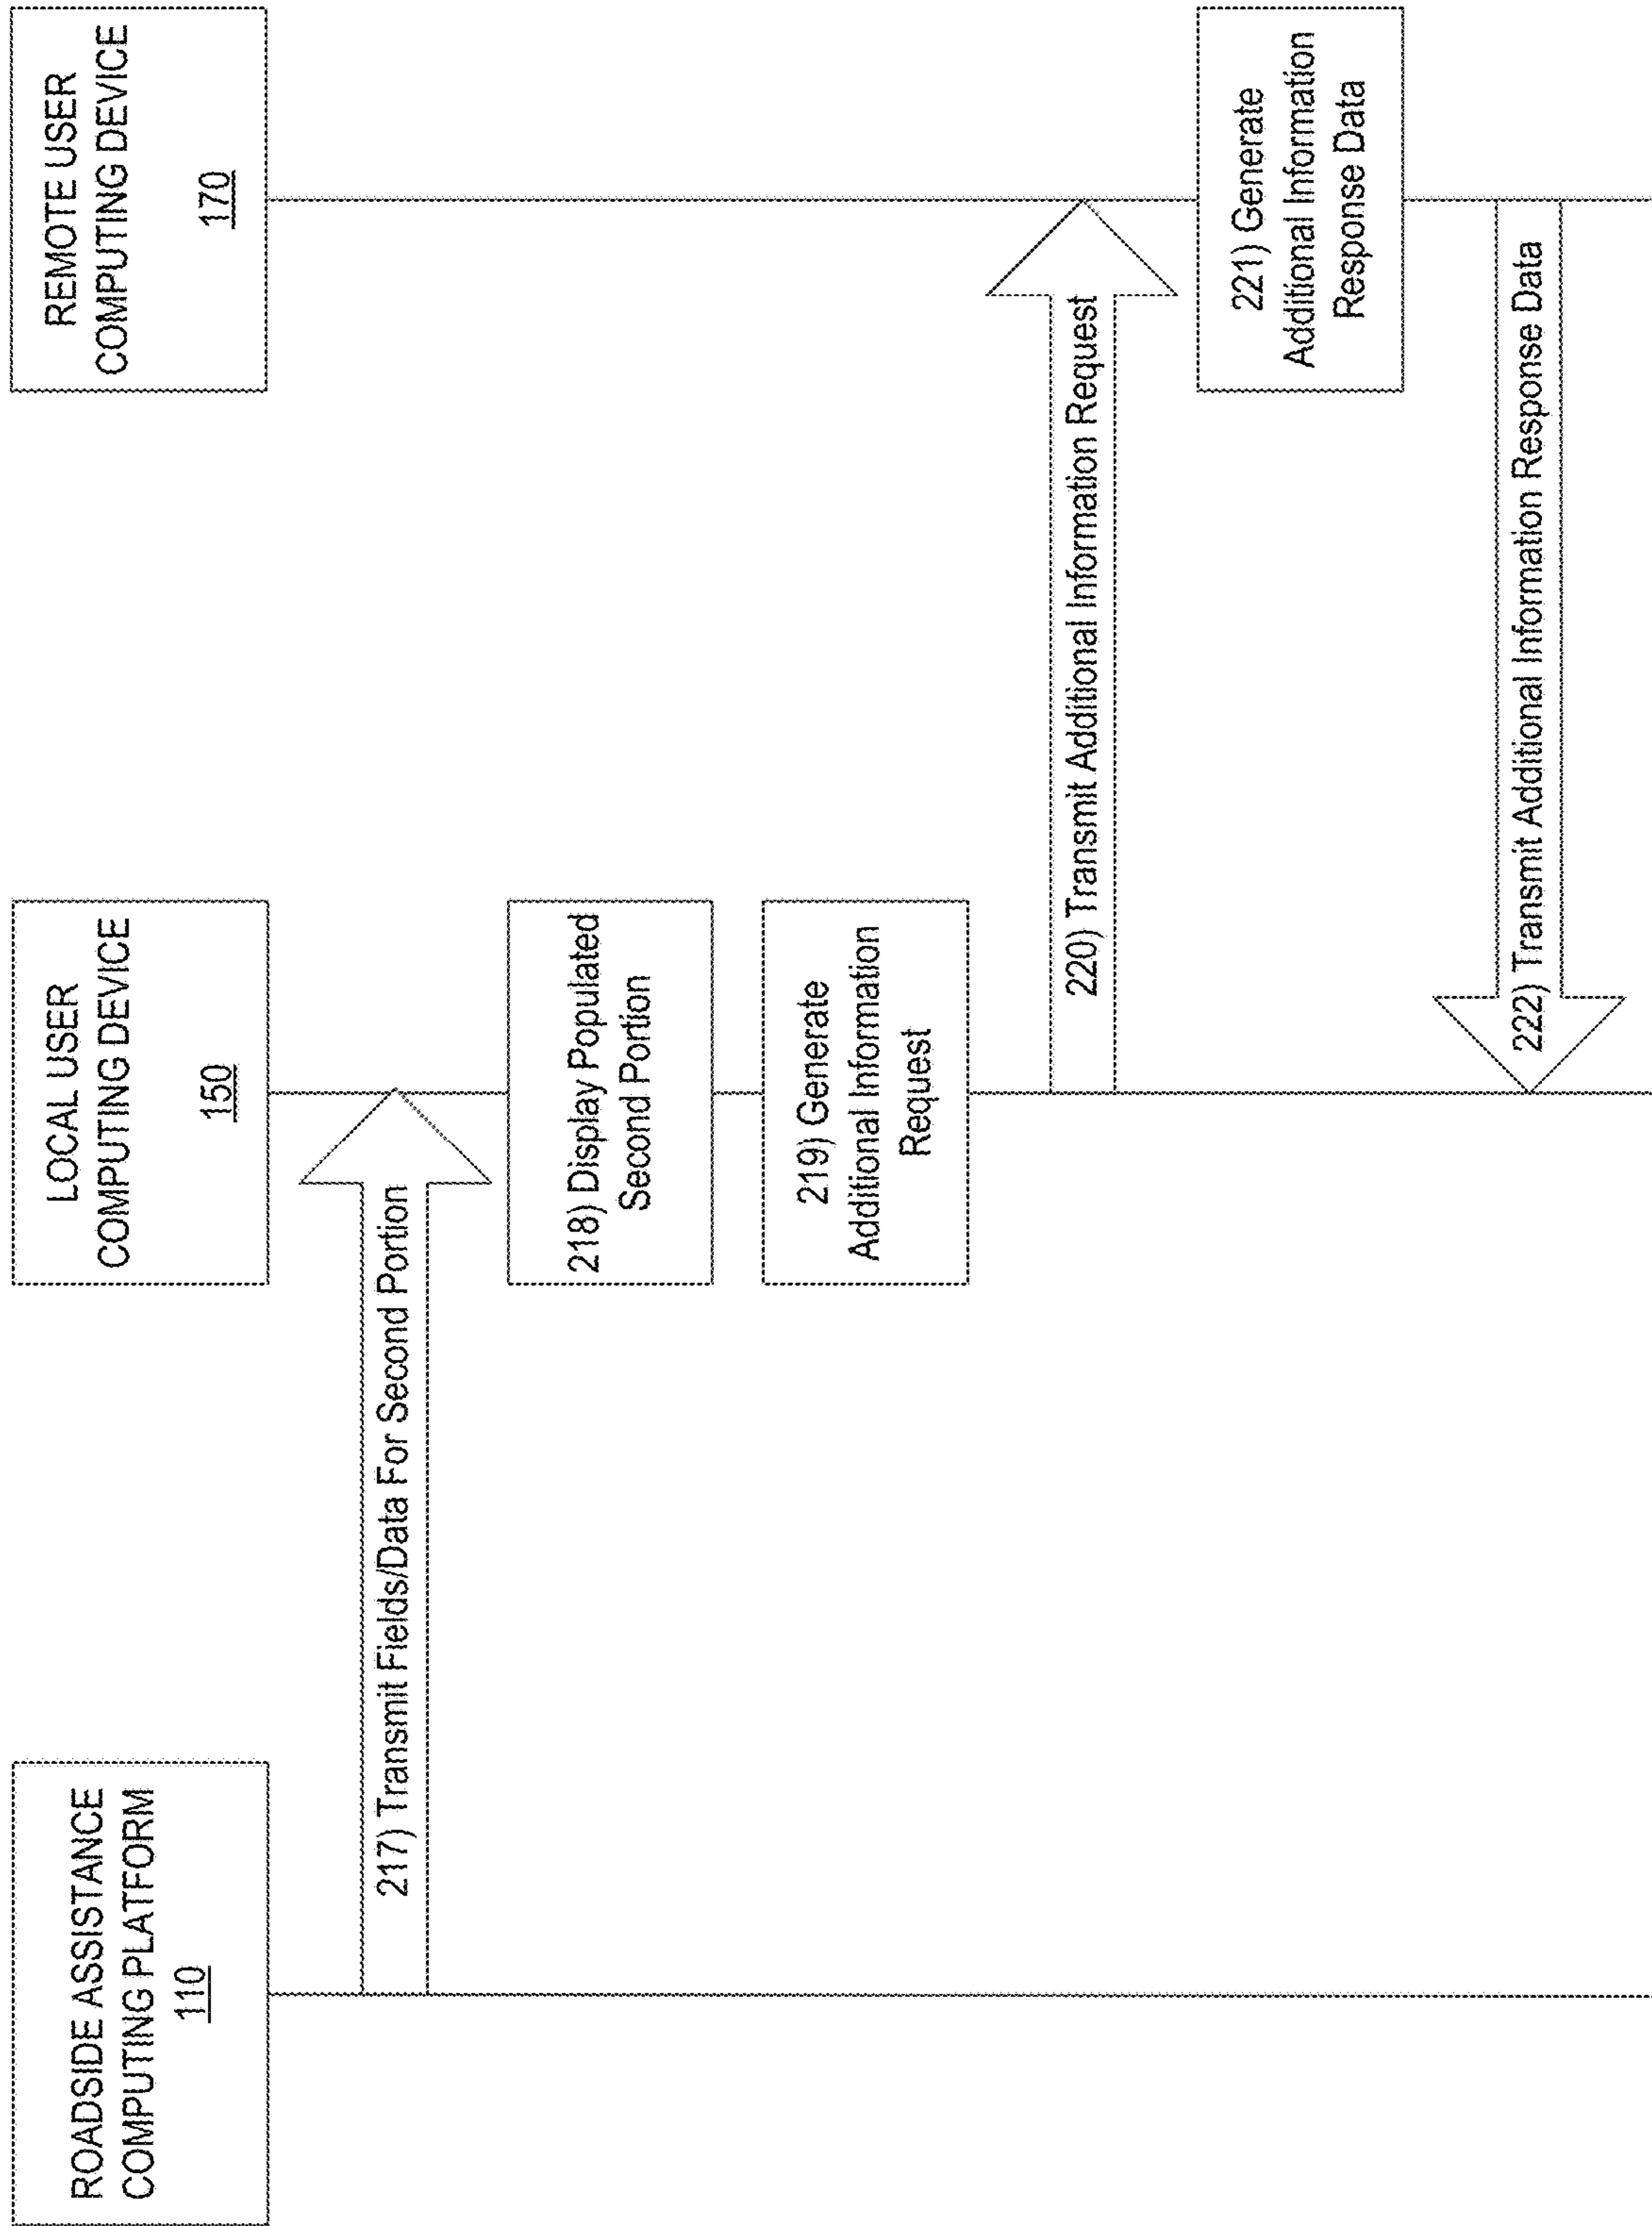 ROADSIDE ASSISTANCE
COMPUTING PLATFORM
110
LOCAL USER
COMPUTING DEVICE
150
REMOTE USER
COMPUTING DEVICE
170
217) Transmit Fields/Data For Second Portion
218) Display Populated
Second Portion
219) Generate
Additional Information
Request
220) Transmit Additional Information Request
221) Generate
Additional Information
Response Data
222) Transmit Additional Information Response Data